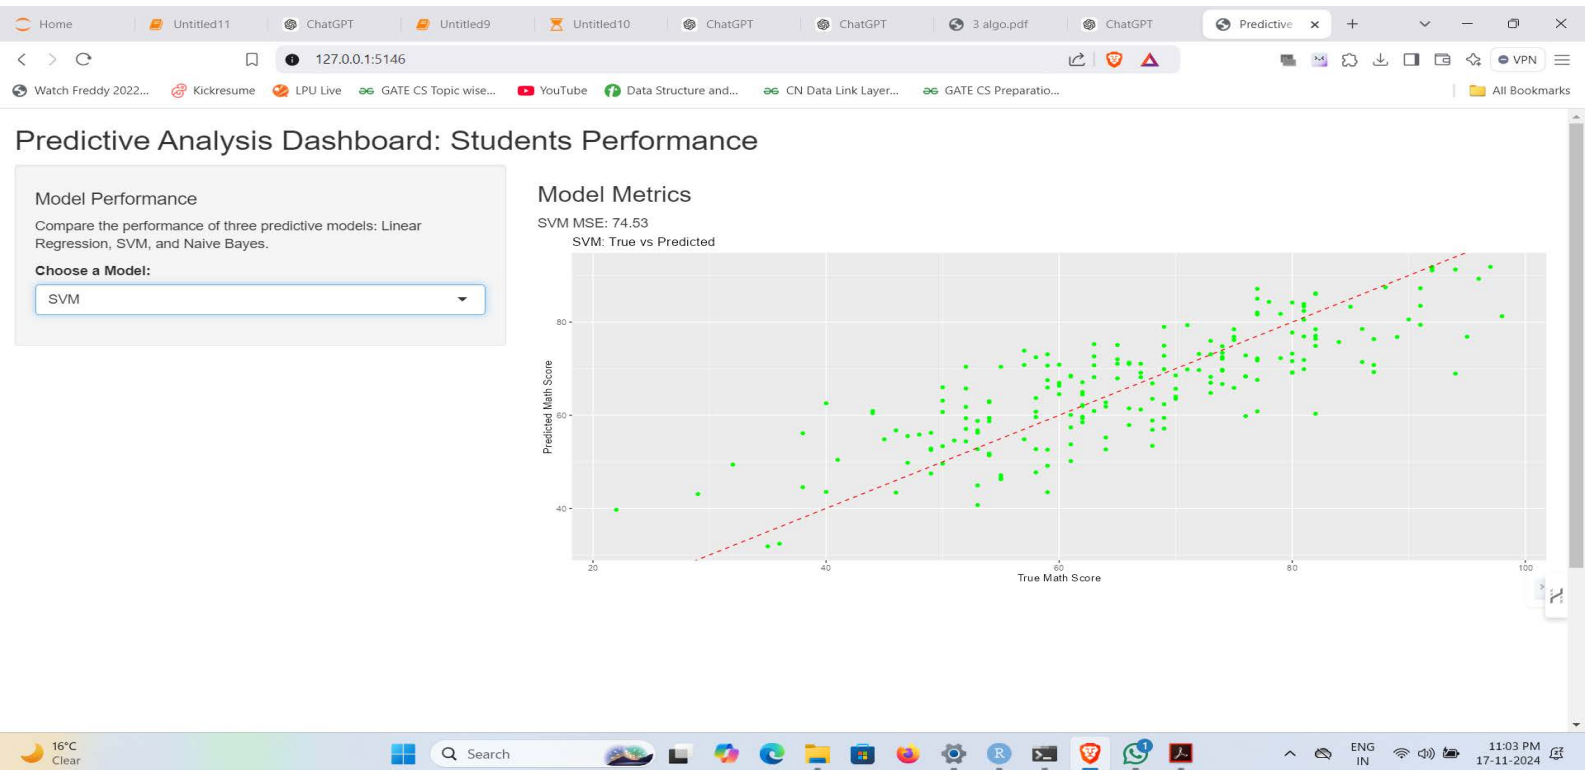 Home
Untitled11
ChatGPT
Untitled9
Untitled10
ChatGPT
ChatGPT
3 algo.pdf
ChatGPT
Predictive
127.0.0.1:5146
VPN
Watch Freddy 2022...
Kickresume
LPU Live
GATE CS Topic wise...
YouTube
Data Structure and...
CN Data Link Layer...
GATE CS Preparatio...
All Bookmarks
Predictive Analysis Dashboard: Students Performance
Model Performance
Compare the performance of three predictive models: Linear
Regression, SVM, and Naive Bayes.
Choose a Model:
SVM
Model Metrics
SVM MSE: 74.53
SVM: True vs Predicted
Predicted Math Score
80
60
40
20
40
60
80
100
True Math Score
16°C
Clear
Search
R
1
ENG
IN
11:03 PM
17-11-2024